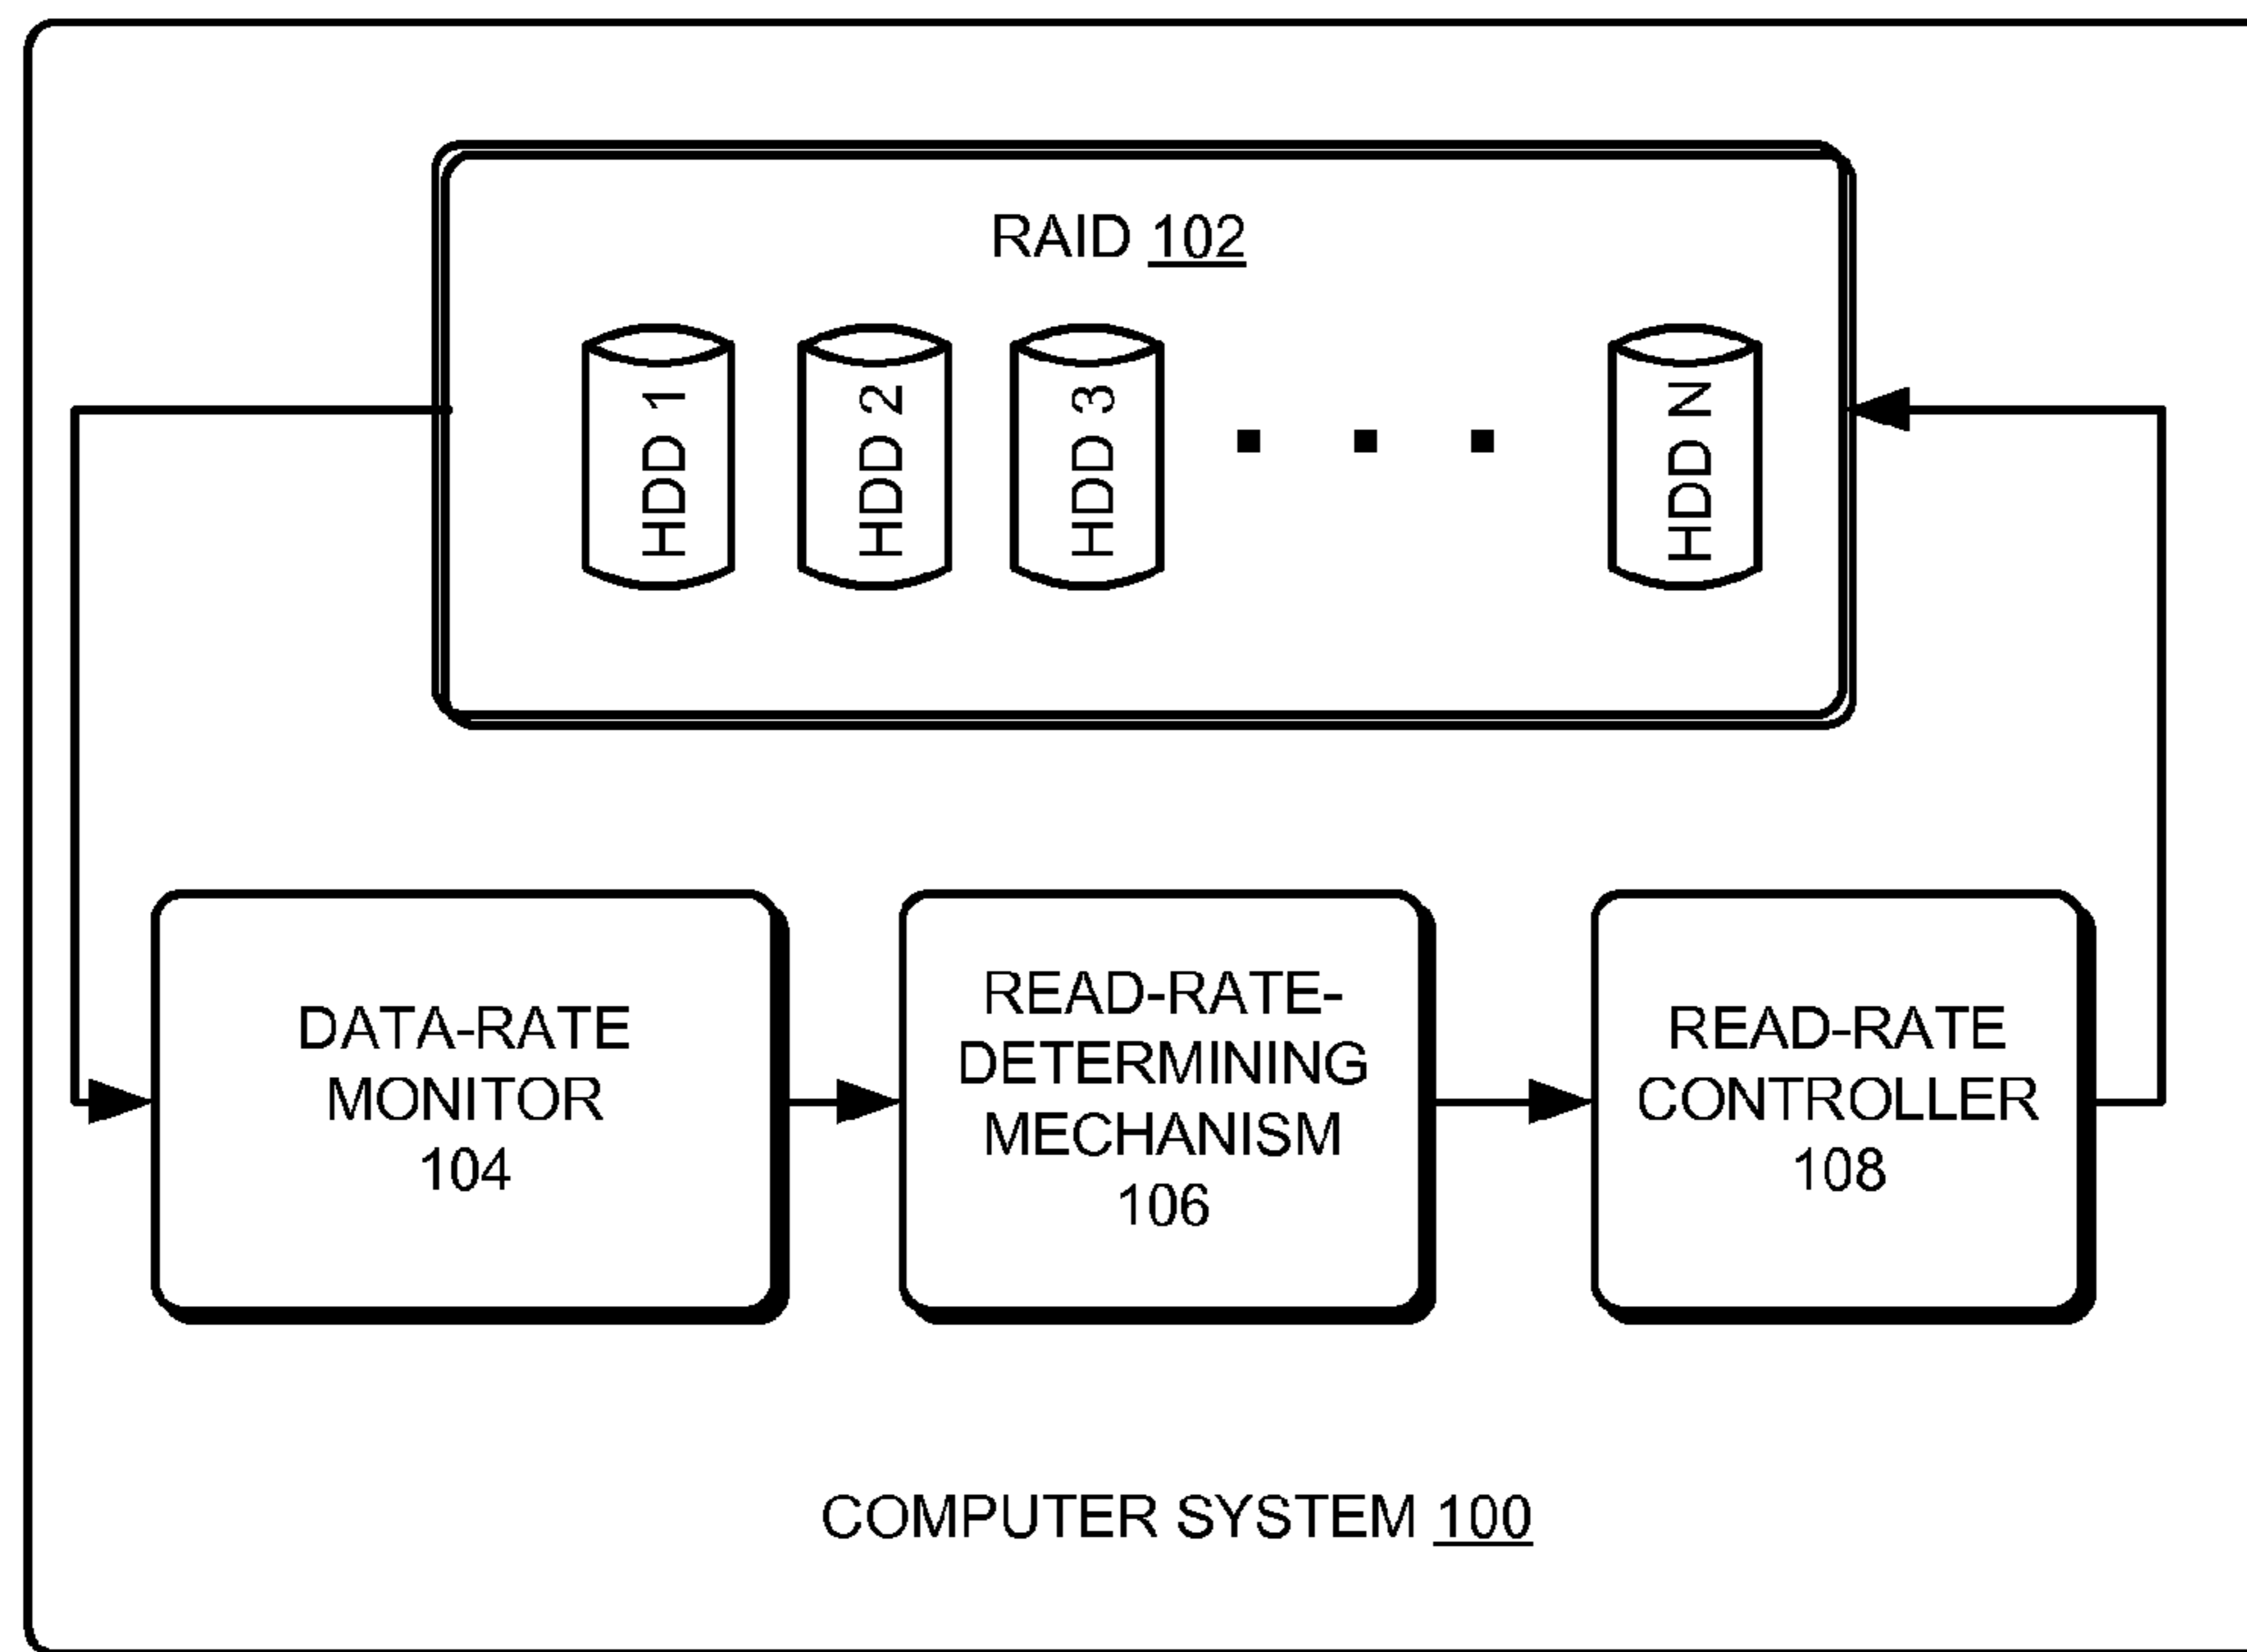 RAID 102
HDD 1
HDD 2
HDD 3
HDD N
DATA-RATE
MONITOR
104
READ-RATE-
DETERMINING
MECHANISM
106
READ-RATE
CONTROLLER
108
COMPUTER SYSTEM 100